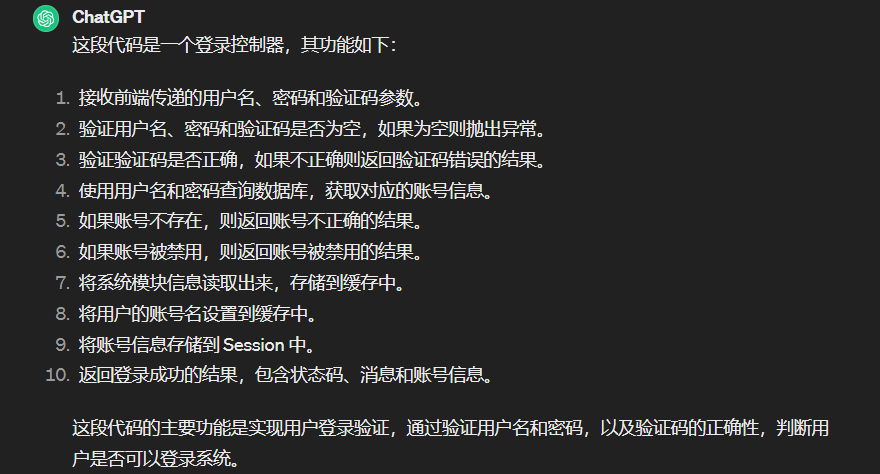 ChatGPT
这段代码是一个登录控制器，其功能如下：
1. 接收前端传递的用户名、密码和验证码参数。
2. 验证用户名、密码和验证码是否为空，如果为空则抛出异常。
3. 验证验证码是否正确，如果不正确则返回验证码错误的结果。
4. 使用用户名和密码查询数据库，获取对应的账号信息。
5. 如果账号不存在，则返回账号不正确的结果。
6. 如果账号被禁用，则返回账号被禁用的结果。
7. 将系统模块信息读取出来，存储到缓存中。
8. 将用户的账号名设置到缓存中。
9. 将账号信息存储到 Session 中。
10. 返回登录成功的结果，包含状态码、消息和账号信息。
这段代码的主要功能是实现用户登录验证，通过验证用户名和密码，以及验证码的正确性，判断用
户是否可以登录系统。